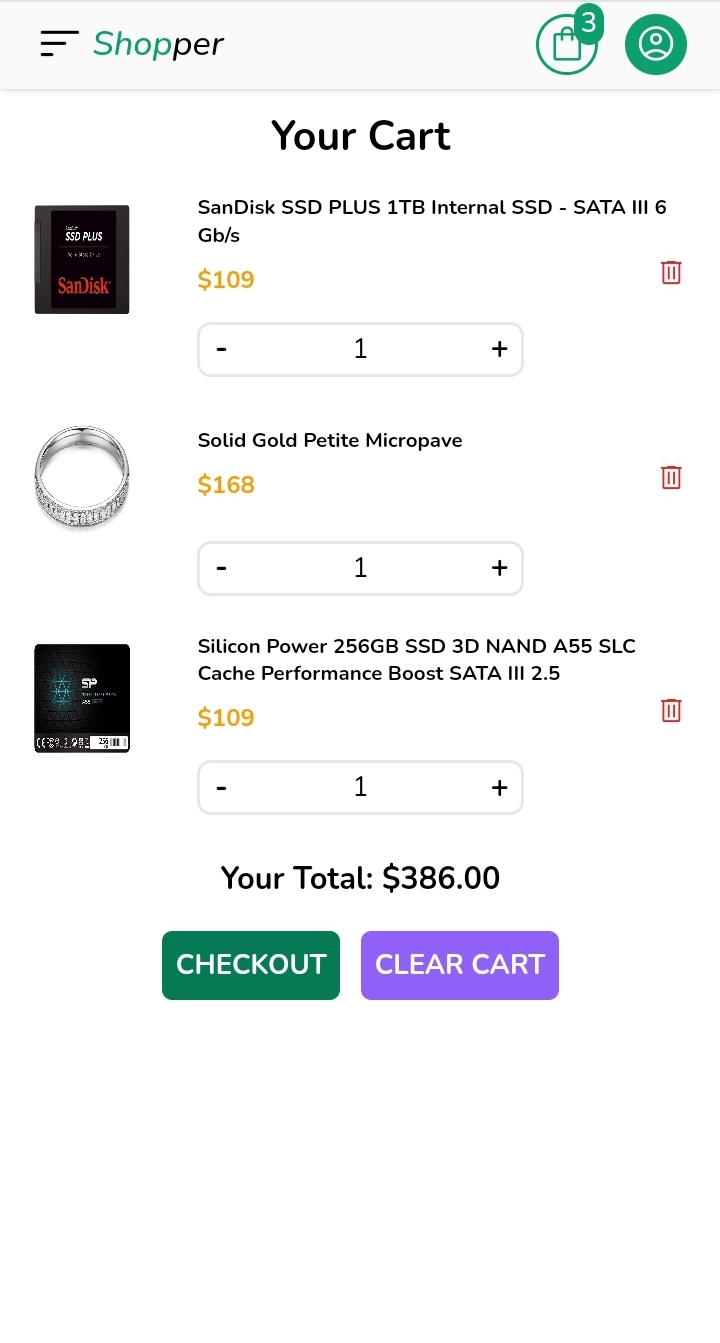 Shopper
3
Your Cart
SanDisk SSD PLUS 1TB Internal SSD - SATA III 6
Gb/s
SSD PLUS
SanDisk
$109
- 1 +
Solid Gold Petite Micropave
$168
- 1 +
Silicon Power 256GB SSD 3D NAND A55 SLC
Cache Performance Boost SATA III 2.5
SP
256
$109
- 1 +
Your Total: $386.00
CHECKOUT
CLEAR CART